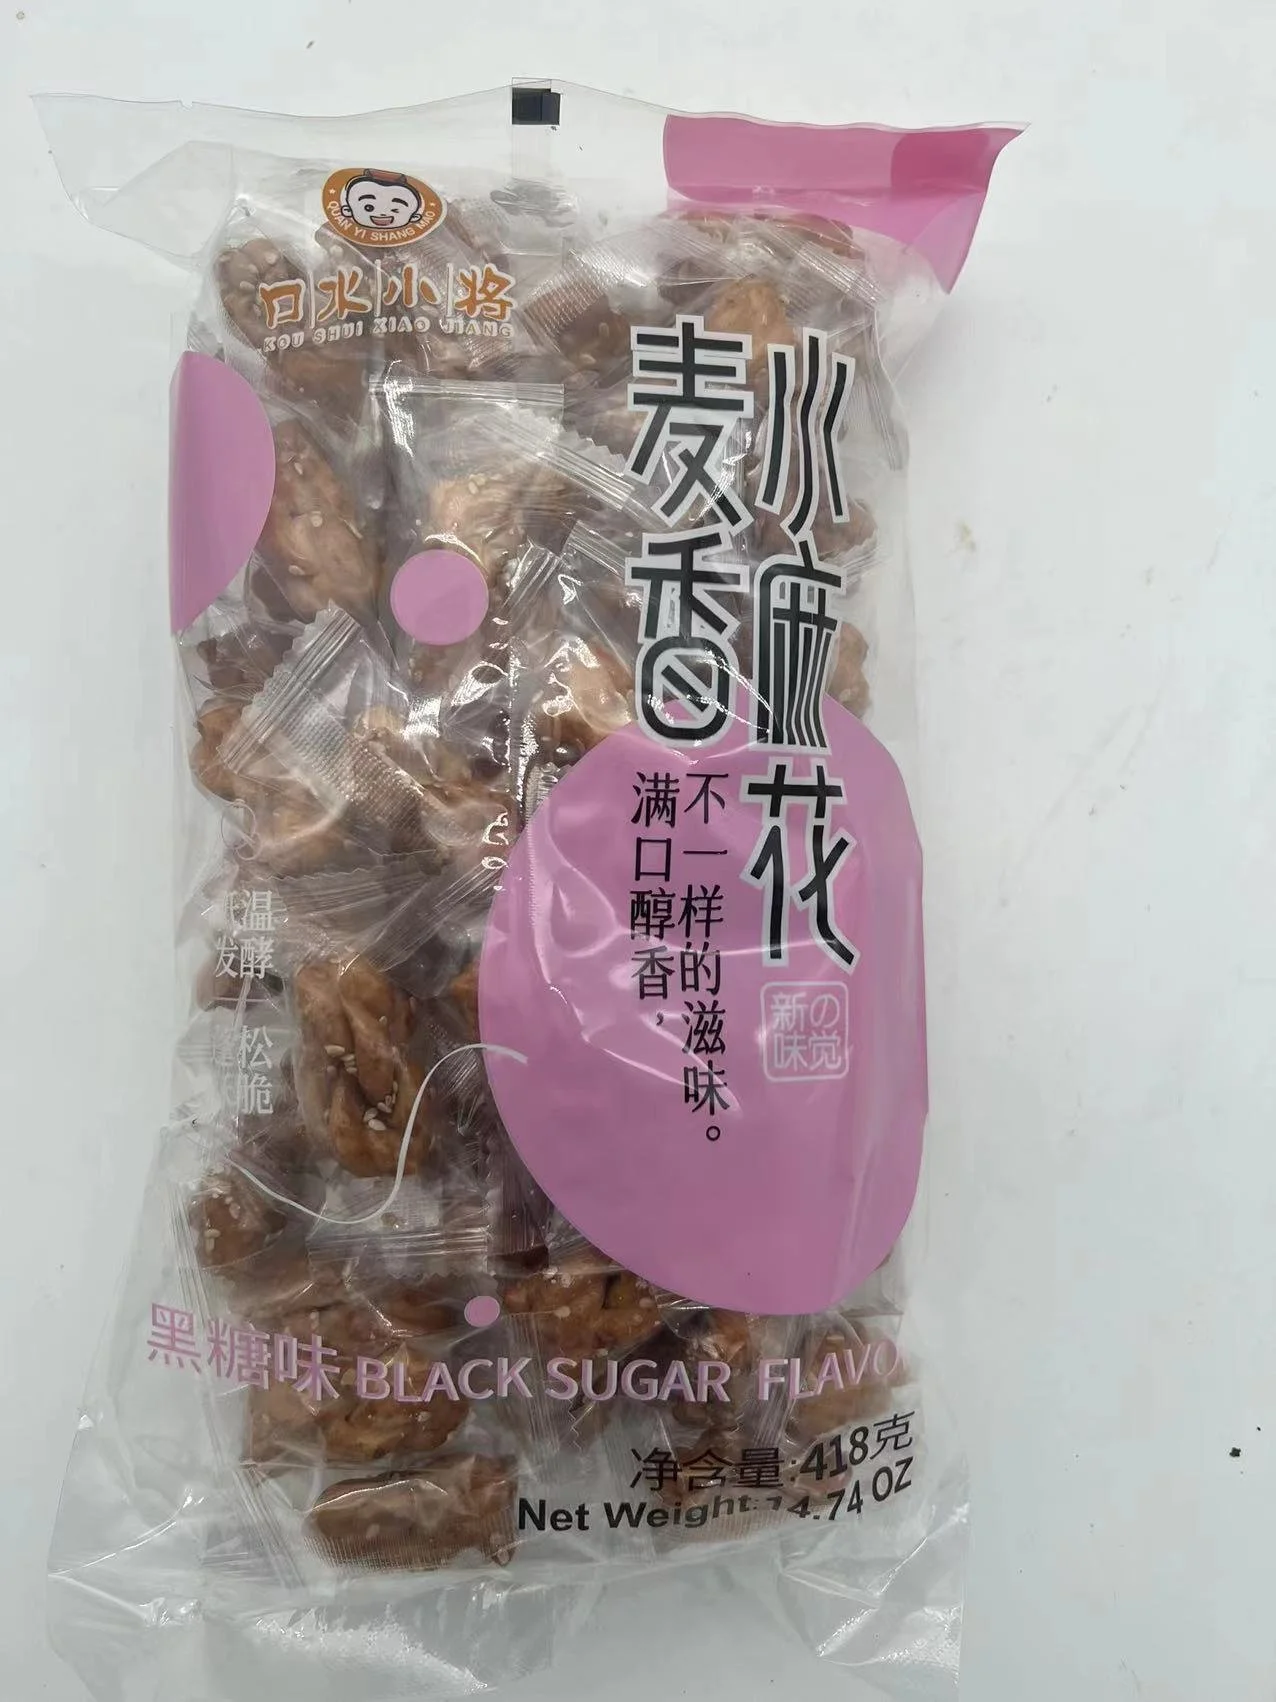 QUAN YI SHANG MAO
口水小将
KOU SHUI XIAO JIANG
小麻花
麦香
新の
味觉
不一样的滋味。
满口醇香，
温
发酵
松
脆
黑糖味 BLACK SUGAR FLAVO
净含量:418克
Net Weight:14.74 OZ